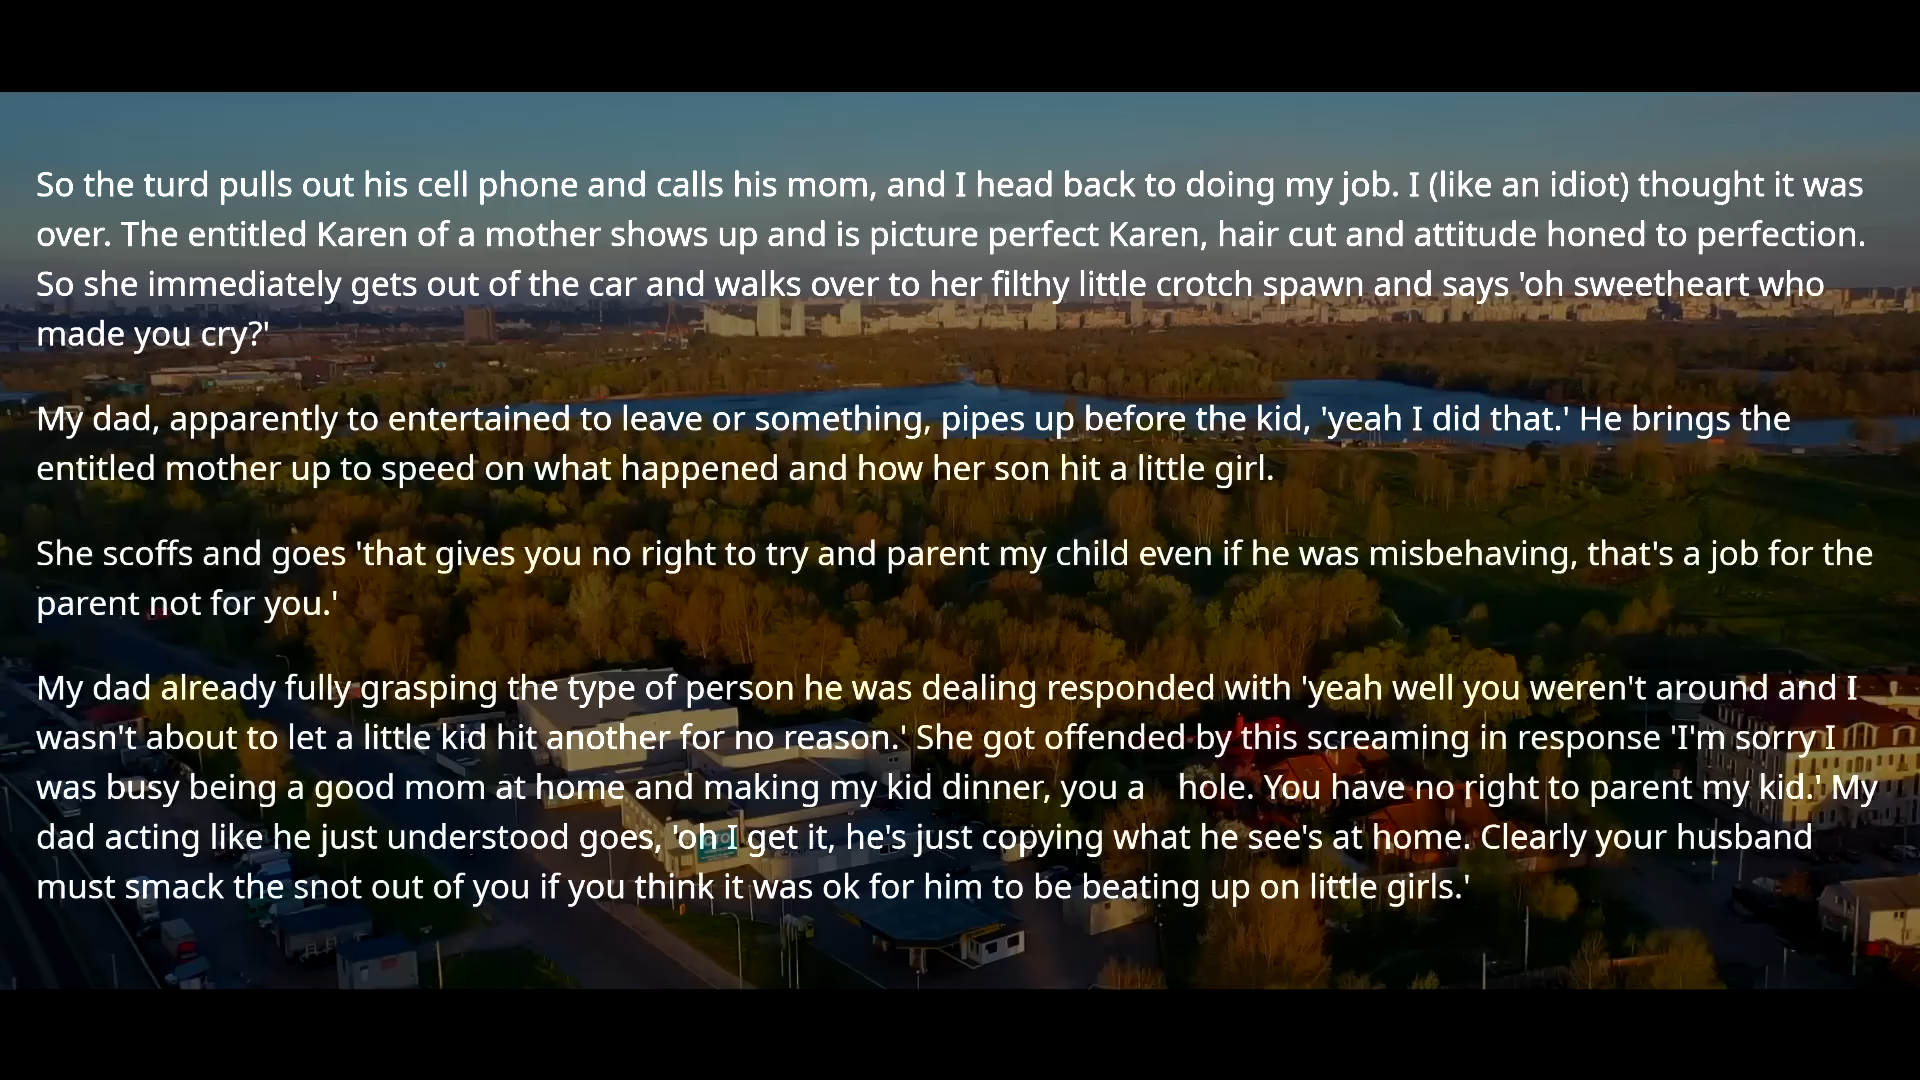 So the turd pulls out his cell phone and calls his mom, and I head back to doing my job. I (like an idiot) thought it was
over. The entitled Karen of a mother shows up and is picture perfect Karen, hair cut and attitude honed to perfection.
So she immediately gets out of the car and walks over to her filthy little crotch spawn and says 'oh sweetheart who
made you cry?'
My dad, apparently to entertained to leave or something, pipes up before the kid, 'yeah I did that.' He brings the
entitled mother up to speed on what happened and how her son hit a little girl.
She scoffs and goes 'that gives you no right to try and parent my child even if he was misbehaving, that's a job for the
parent not for you.'
My dad already fully grasping the type of person he was dealing responded with 'yeah well you weren't around and I
wasn't about to let a little kid hit another for no reason.' She got offended by this screaming in response 'I'm sorry I
was busy being a good mom at home and making my kid dinner, you a hole. You have no right to parent my kid.' My
dad acting like he just understood goes, 'oh I get it, he's just copying what he see's at home. Clearly your husband
must smack the snot out of you if you think it was ok for him to be beating up on little girls.'